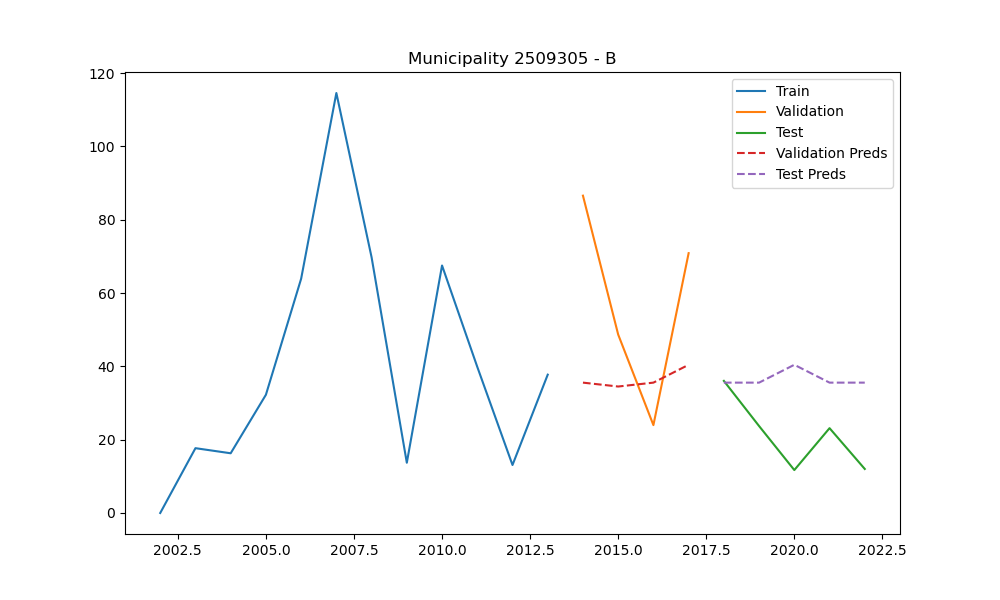 Municipality 2509305 - B
Train
Validation
Test
Validation Preds
Test Preds
120
100
80
60
40
20
0
2002.5 2005.0 2007.5 2010.0 2012.5 2015.0 2017.5 2020.0 2022.5